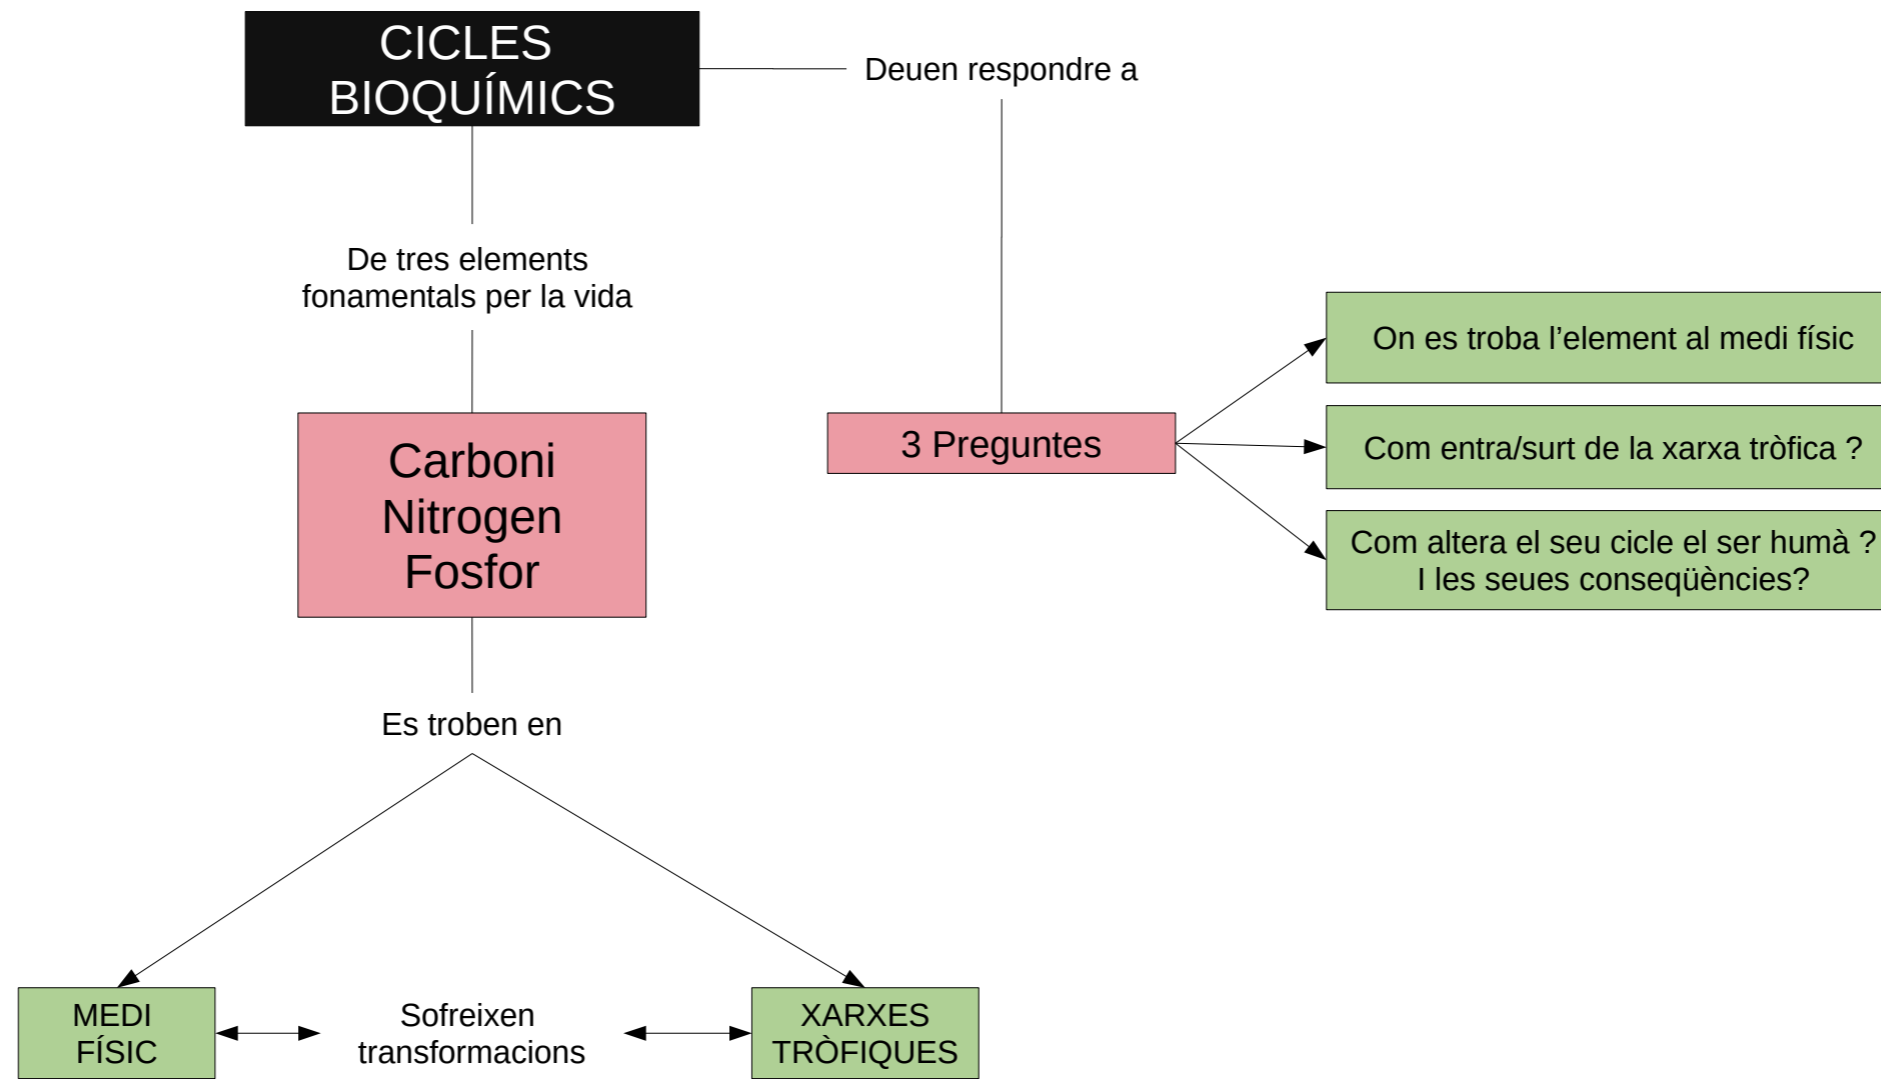 CICLES
BIOQUÍMICS
Deuen respondre a
De tres elements
fonamentals per la vida
On es troba l’element al medi físic
Carboni
Nitrogen
Fosfor
3 Preguntes
Com entra/surt de la xarxa tròfica ?
Com altera el seu cicle el ser humà ?
I les seues conseqüències?
Es troben en
MEDI
FÍSIC
Sofreixen
transformacions
XARXES
TRÒFIQUES